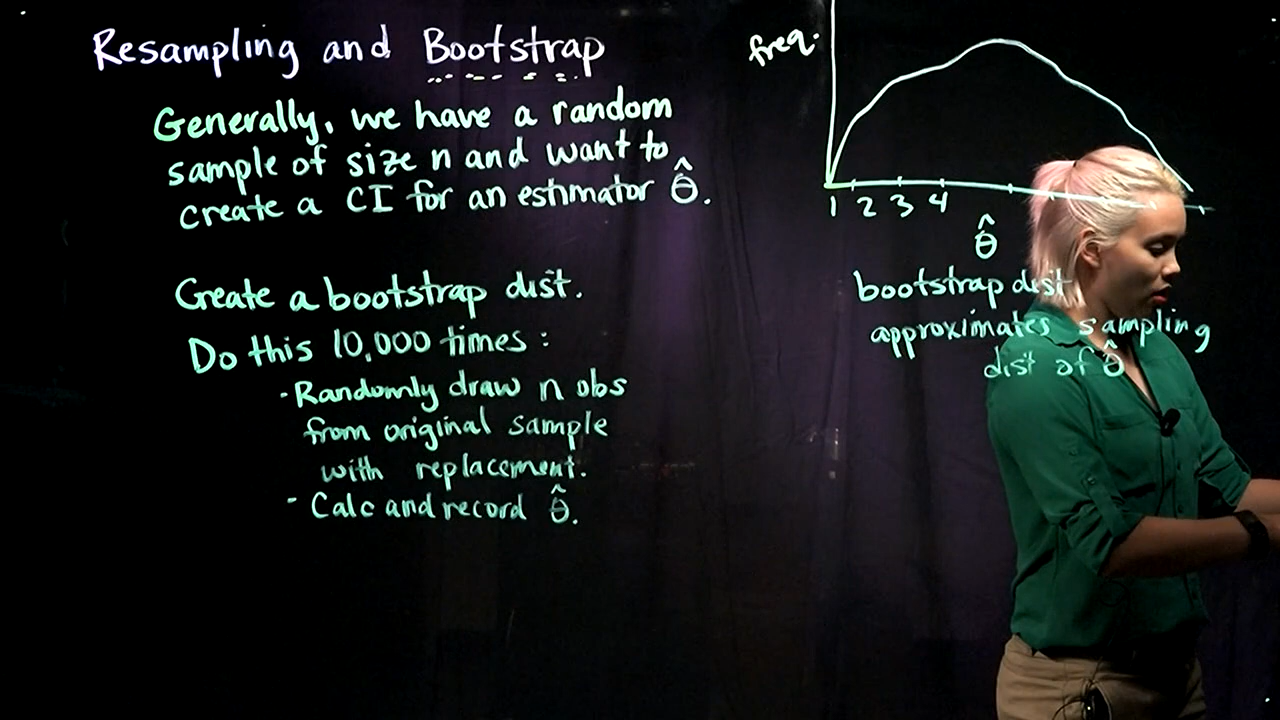 Resampling and Bootstrap
Generally, we have a random
sample of size n and want to
create a CI for an estimator θ̂.
Create a bootstrap dist.
Do this 10,000 times:
- Randomly draw n obs
from original sample
with replacement.
- Calc and record θ̂.
freq.
1 2 3 4
θ̂
bootstrap dist
approximates sampling
dist of θ̂